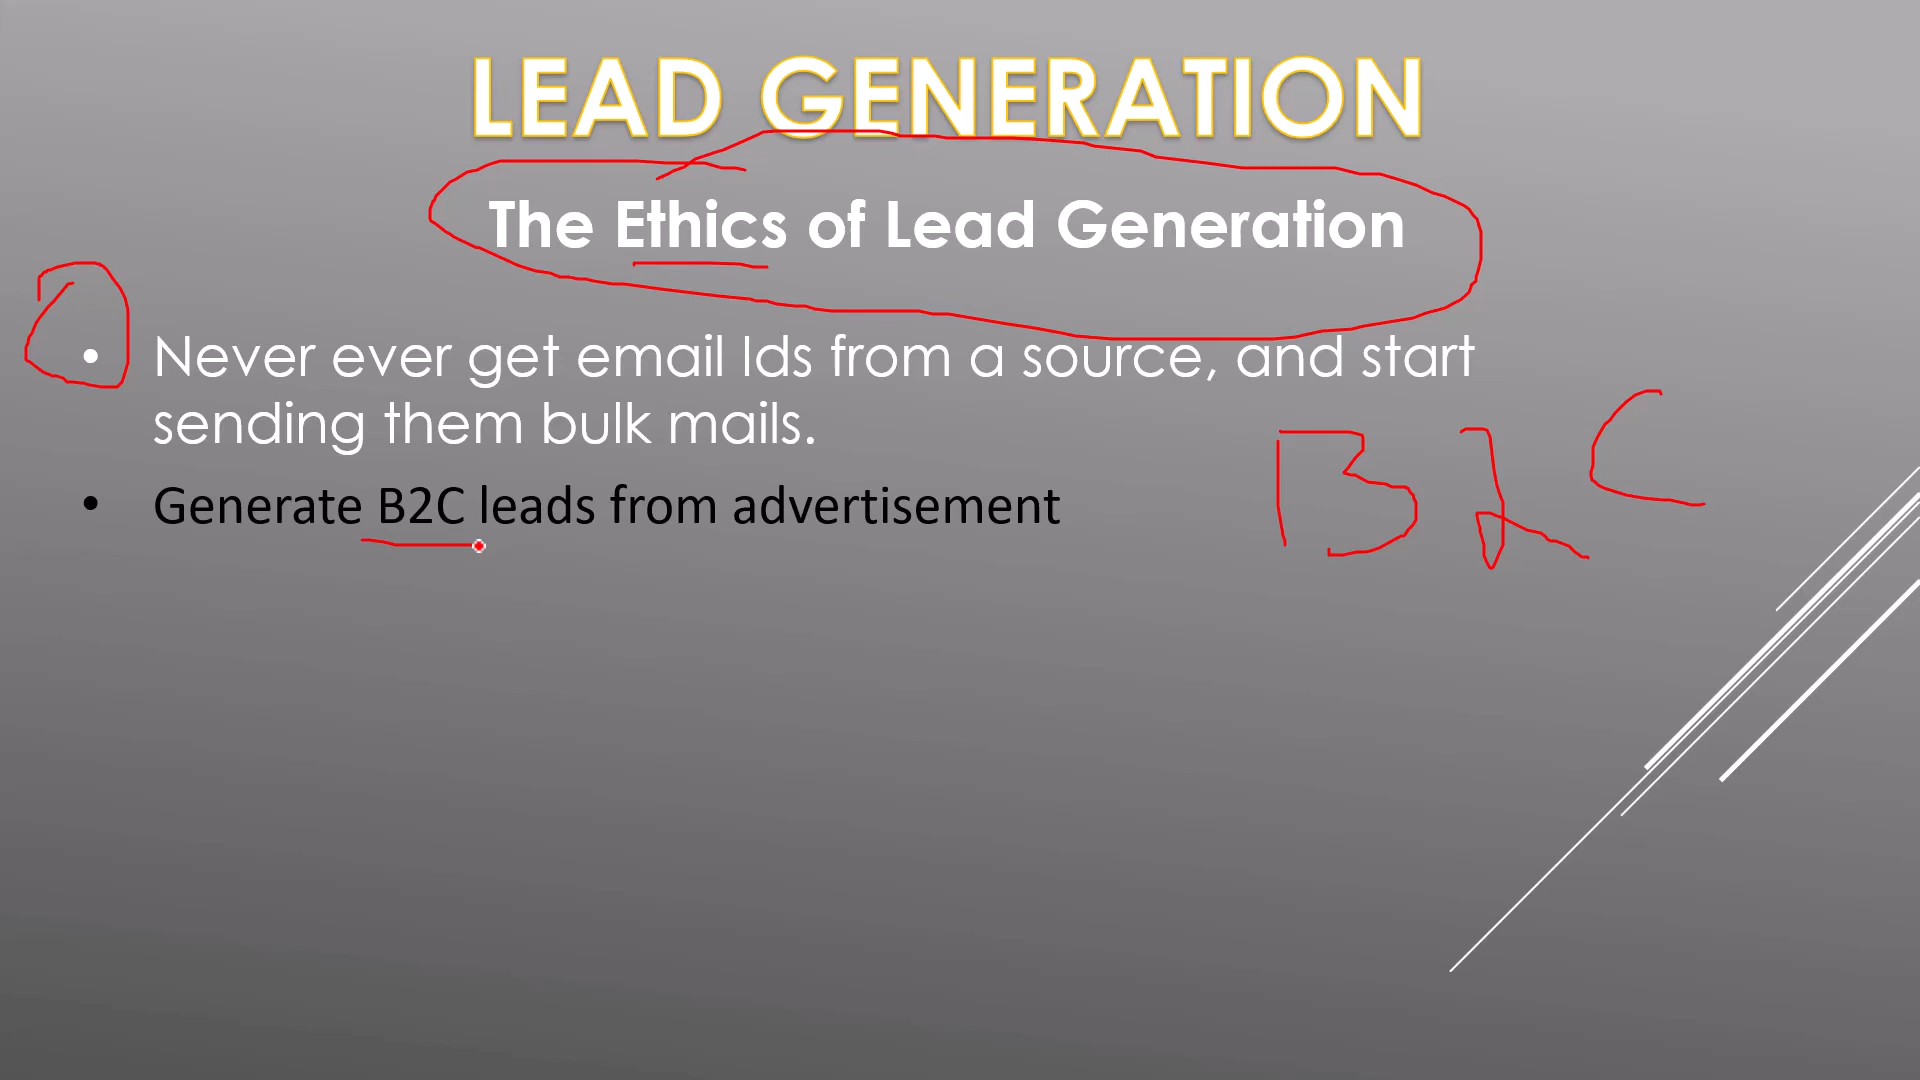 LEAD GENERATION
The Ethics of Lead Generation
• Never ever get email Ids from a source, and start
sending them bulk mails.
B2C
• Generate B2C leads from advertisement